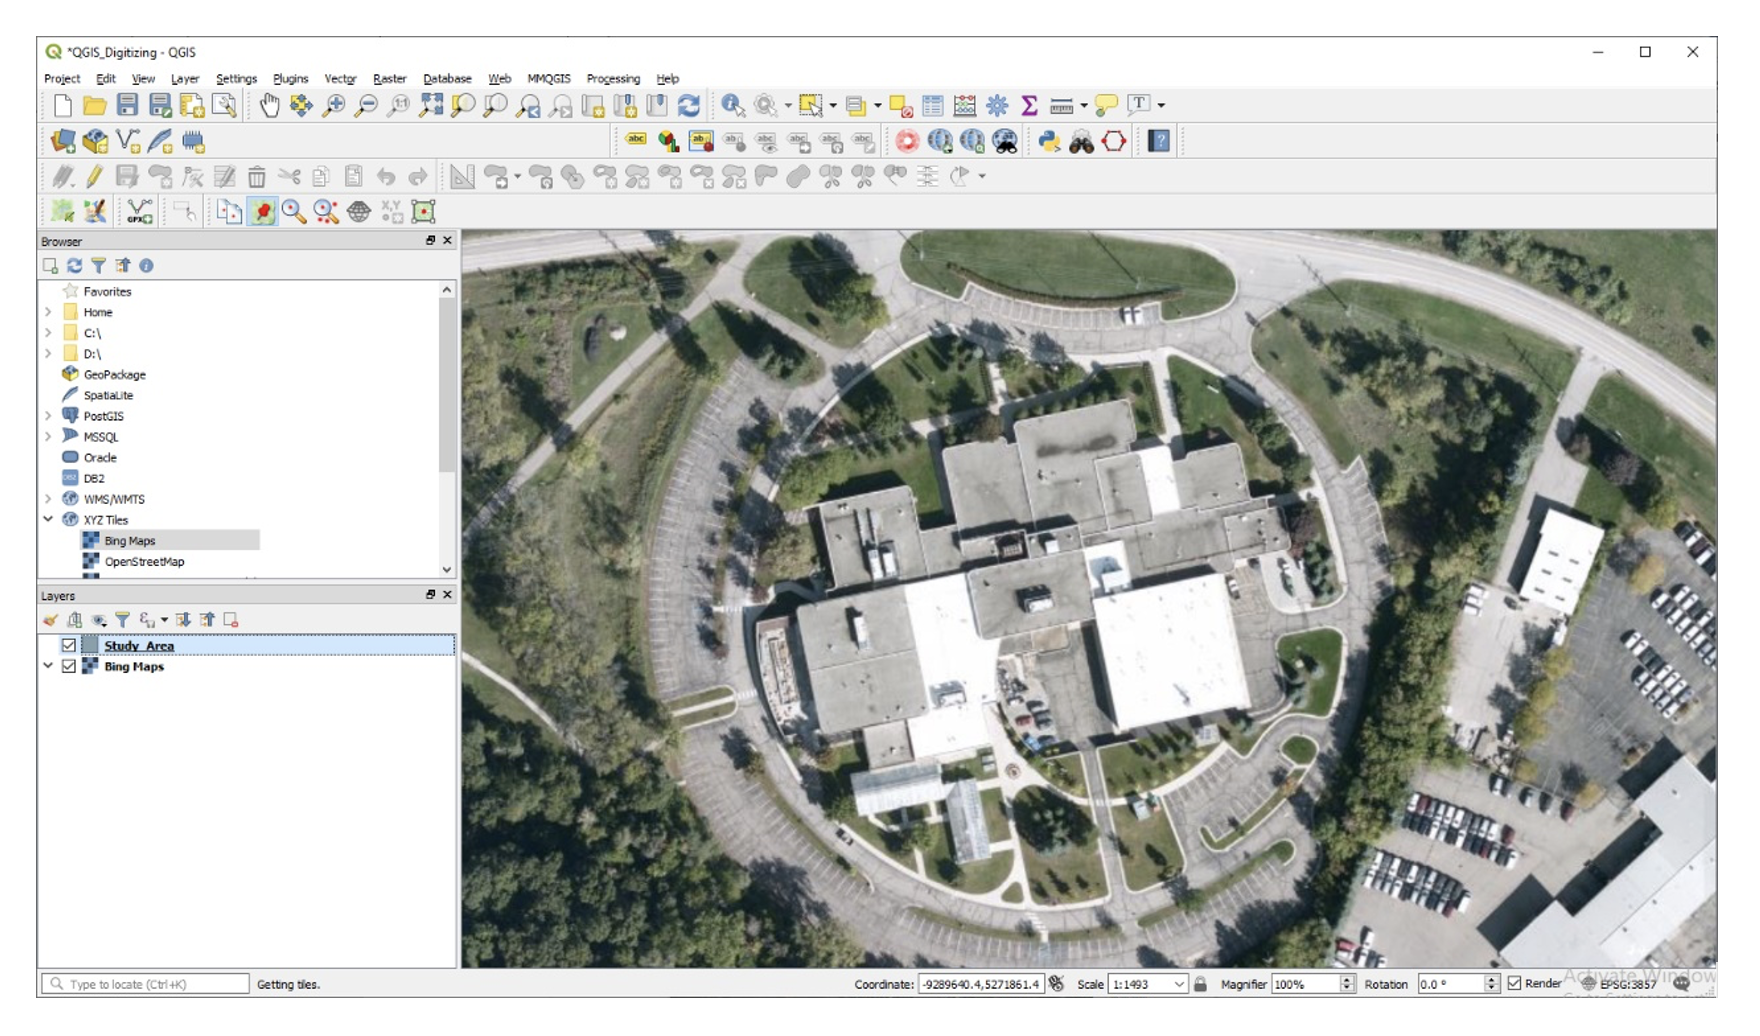 *QGIS_Digitizing - QGIS
Project Edit View Layer Settings Plugins Vector Raster Database Web MMQGIS Processing Help
Browser
Favorites
Home
C:\
D:\
GeoPackage
SpatiaLite
PostGIS
MSSQL
Oracle
DB2
WMS/WMTS
XYZ Tiles
Bing Maps
OpenStreetMap
Layers
Study_Area
Bing Maps
Type to locate (Ctrl+K) Getting tiles. Coordinate: -9289640.4,5271861.4 Scale 1:1493 Magnifier 100% Rotation 0.0 ° Render EPSG:3857